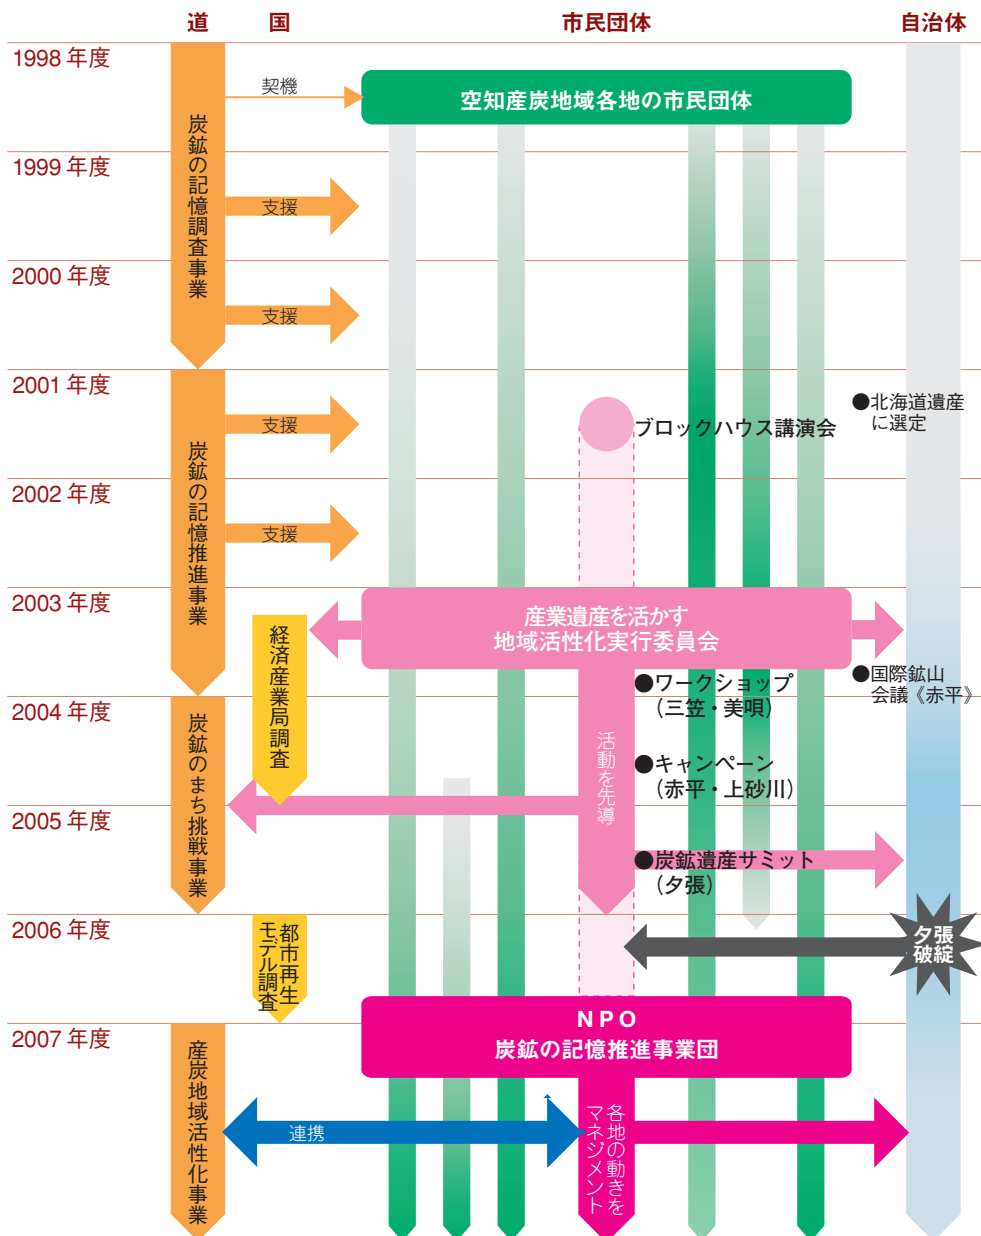 道
国
市民団体
自治体
1998 年度
契機
空知産炭地域各地の市民団体
炭鉱の記憶調査事業
1999 年度
支援
2000 年度
支援
2001 年度
支援
ブロックハウス講演会
●北海道遺産
に選定
炭鉱の記憶推進事業
2002 年度
支援
2003 年度
産業遺産を活かす
地域活性化実行委員会
経済産業局調査
●国際鉱山
会議《赤平》
●ワークショップ
（三笠・美唄）
2004 年度
炭鉱のまち挑戦事業
活動を先導
●キャンペーン
（赤平・上砂川）
2005 年度
●炭鉱遺産サミット
（夕張）
2006 年度
都市再生
モデル調査
夕張
破綻
NPO
炭鉱の記憶推進事業団
2007 年度
産炭地域活性化事業
連携
各地の動きを
マネジメント